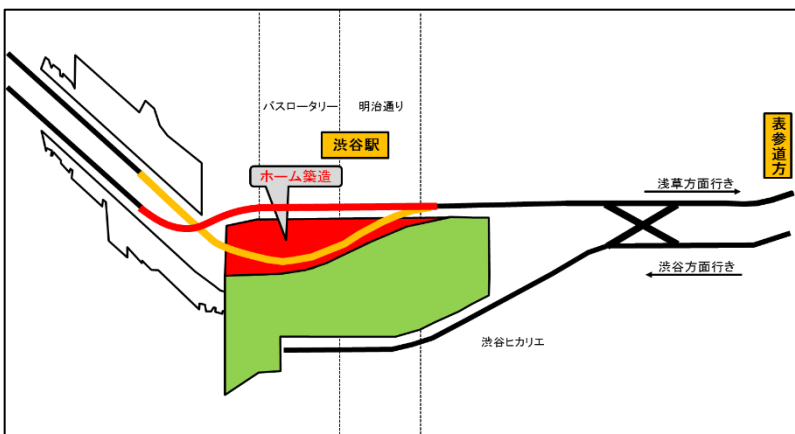 バスロータリー
明治通り
渋谷駅
ホーム築造
表参道方
浅草方面行き
渋谷方面行き
渋谷ヒカリエ